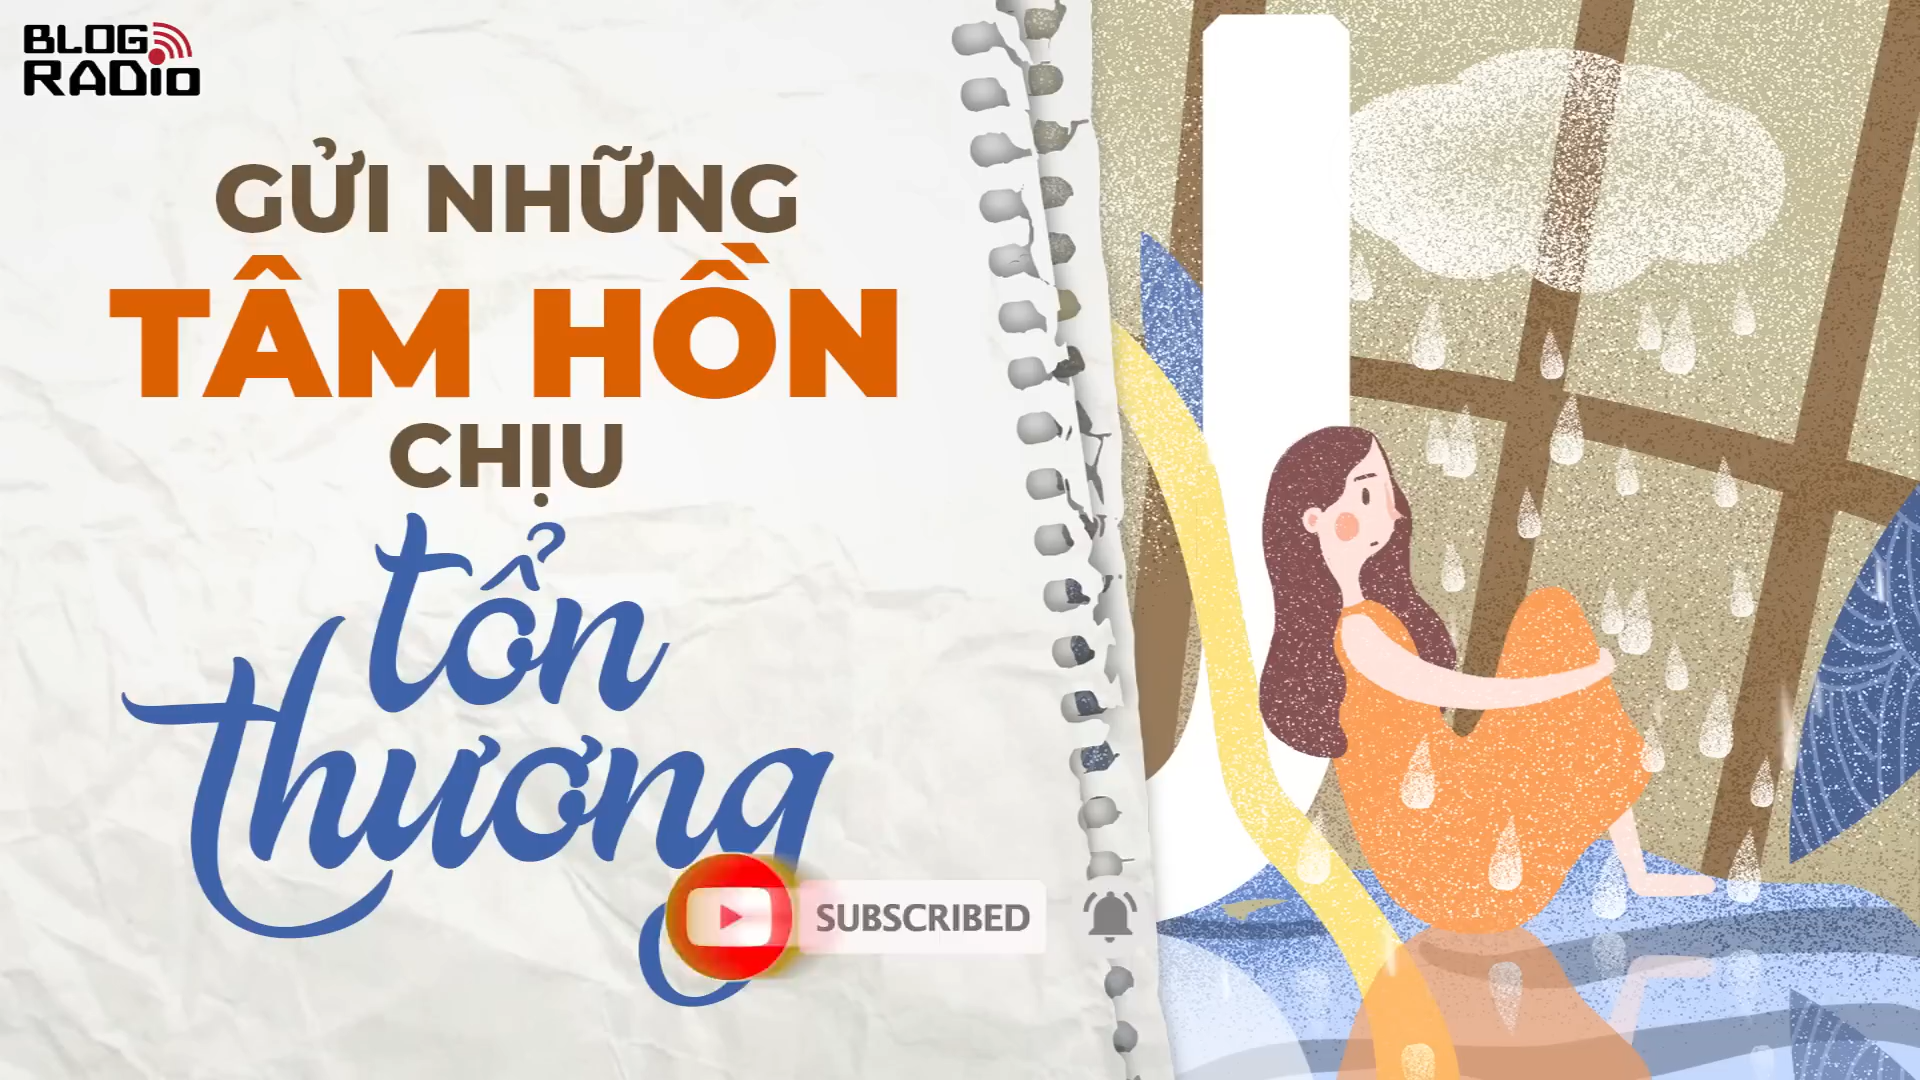 BLOG
RADIO
GỬI NHỮNG
TÂM HỒN
CHỊU
tổn
thương
SUBSCRIBED